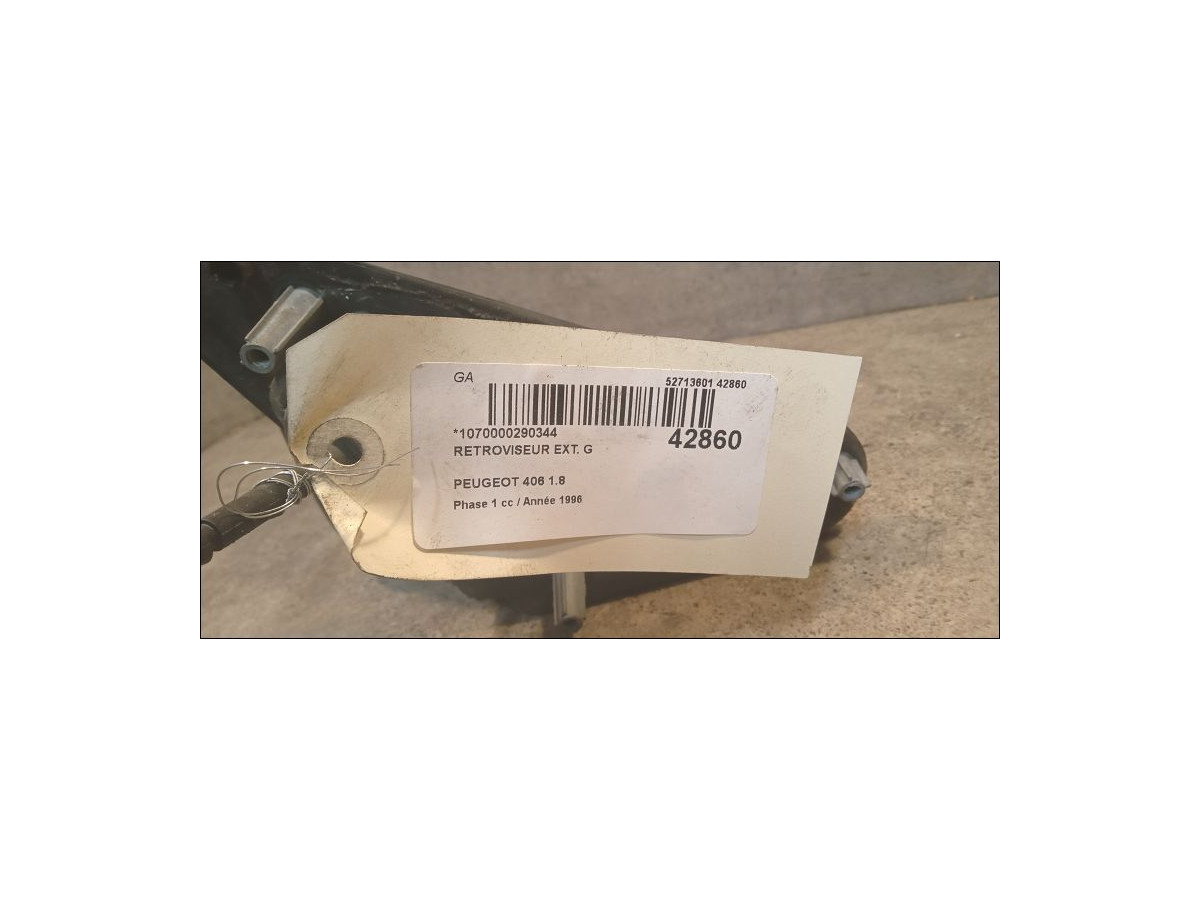 GA
52713601 42860
*1070000290344
42860
RETROVISEUR EXT. G
PEUGEOT 406 1.8
Phase 1 cc / Année 1996